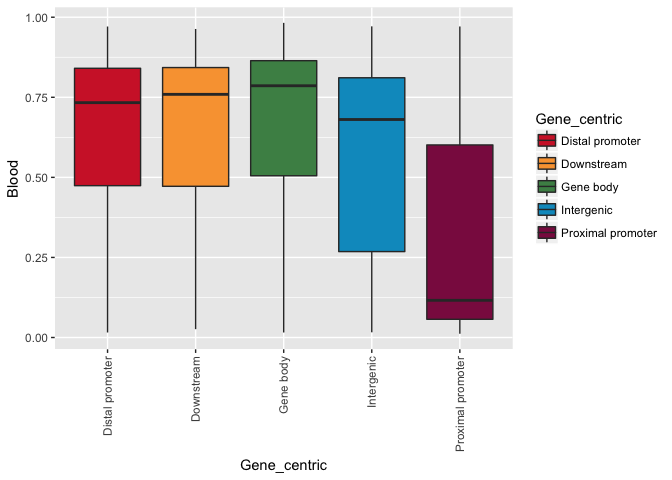 1.00
0.75
0.50
0.25
0.00
Blood
Distal promoter
Downstream
Gene body
Intergenic
Proximal promoter
Gene_centric
Gene_centric
Distal promoter
Downstream
Gene body
Intergenic
Proximal promoter